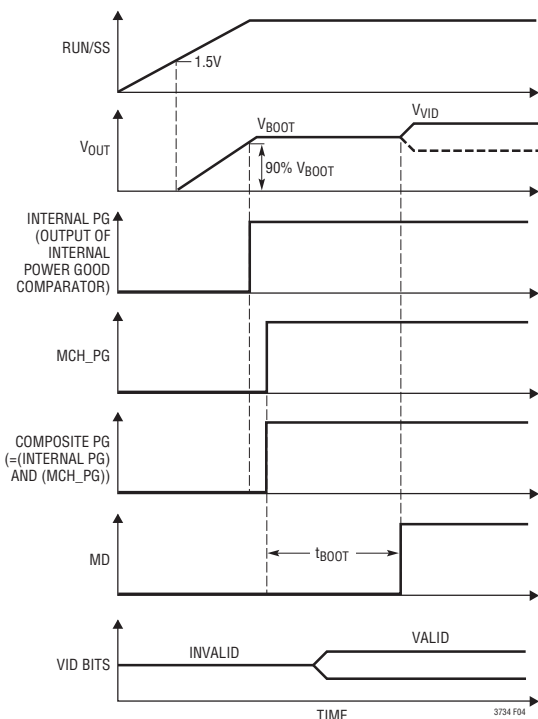 RUN/SS
1.5V
VOUT
VBOOT
VVID
90% VBOOT
INTERNAL PG
(OUTPUT OF
INTERNAL
POWER GOOD
COMPARATOR)
MCH_PG
COMPOSITE PG
(=(INTERNAL PG)
AND (MCH_PG))
MD
tBOOT
VID BITS
INVALID
VALID
TIME
3734 F04